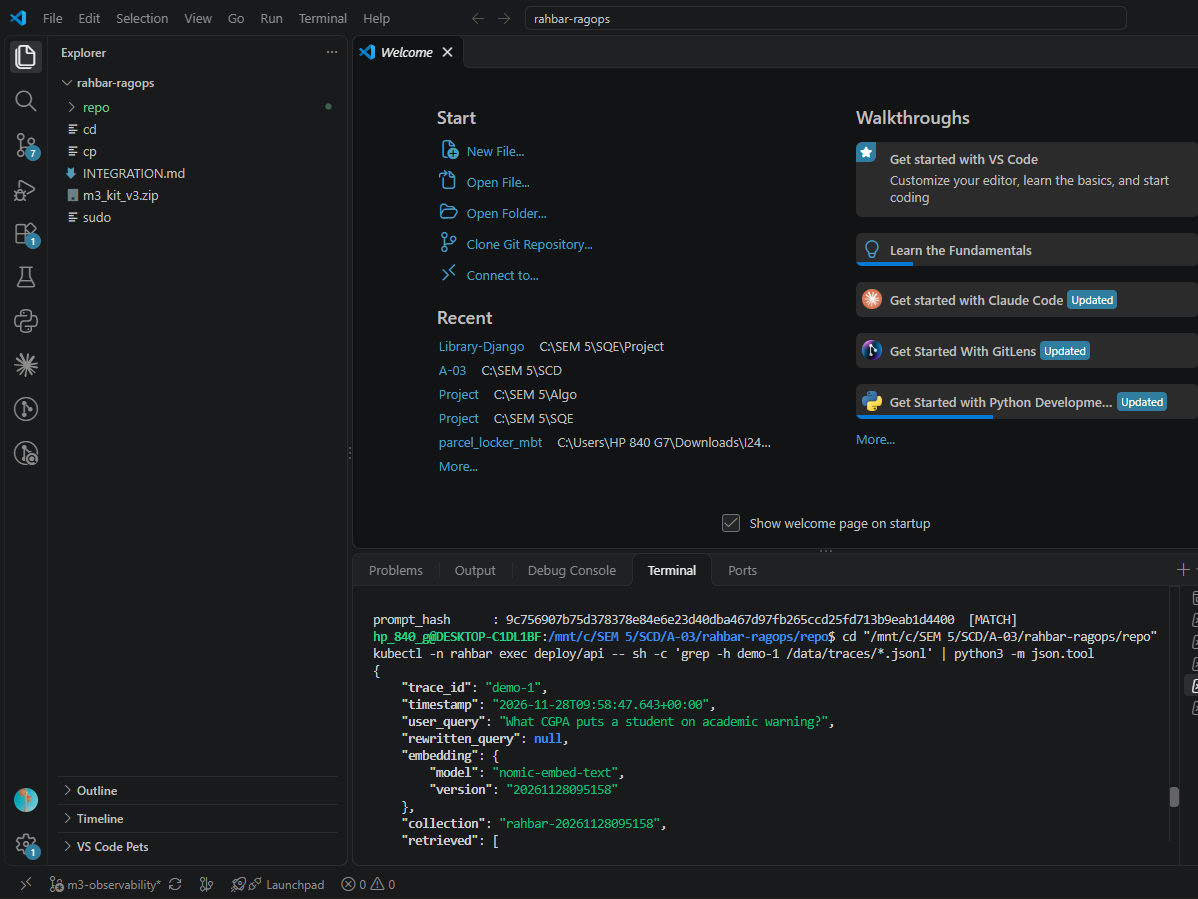 File Edit Selection View Go Run Terminal Help
rahbar-ragops
Explorer
Welcome
rahbar-ragops
repo
cd
cp
INTEGRATION.md
m3_kit_v3.zip
sudo
7
1
Start
New File...
Open File...
Open Folder...
Clone Git Repository...
Connect to...
Recent
Library-Django C:\SEM 5\SQE\Project
A-03 C:\SEM 5\SCD
Project C:\SEM 5\Algo
Project C:\SEM 5\SQE
parcel_locker_mbt C:\Users\HP 840 G7\Downloads\I24...
More...
Walkthroughs
Get started with VS Code
Customize your editor, learn the basics, and start
coding
Learn the Fundamentals
Get started with Claude Code Updated
Get Started With GitLens Updated
Get Started with Python Developme... Updated
More...
Show welcome page on startup
Problems Output Debug Console Terminal Ports
prompt_hash : 9c756907b75d378378e84e6e23d40dba467d97fb265ccd25fd713b9eab1d4400 [MATCH]
hp_840_g@DESKTOP-C1DL1BF:/mnt/c/SEM 5/SCD/A-03/rahbar-ragops/repo$ cd "/mnt/c/SEM 5/SCD/A-03/rahbar-ragops/repo"
kubectl -n rahbar exec deploy/api -- sh -c 'grep -h demo-1 /data/traces/*.jsonl' | python3 -m json.tool
{
"trace_id": "demo-1",
"timestamp": "2026-11-28T09:58:47.643+00:00",
"user_query": "What CGPA puts a student on academic warning?",
"rewritten_query": null,
"embedding": {
"model": "nomic-embed-text",
"version": "20261128095158"
},
"collection": "rahbar-20261128095158",
"retrieved": [
Outline
Timeline
VS Code Pets
1
m3-observability* Launchpad 0 0